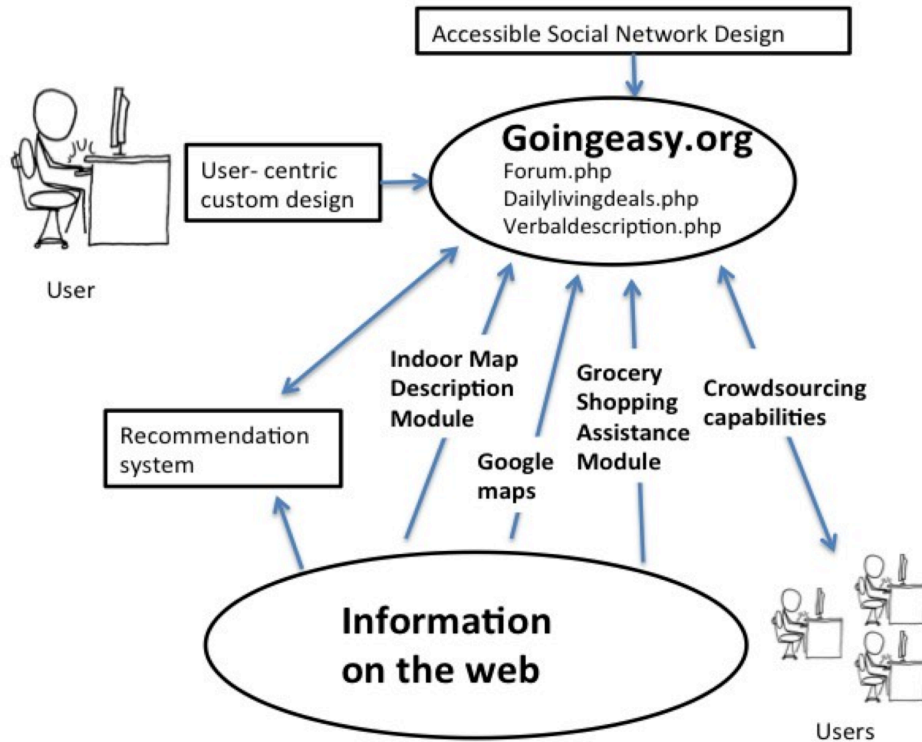 Accessible Social Network Design
Goingeasy.org
Forum.php
Dailylivingdeals.php
Verbaldescription.php
User- centric
custom design
User
Indoor Map
Description
Module
Google
maps
Grocery
Shopping
Assistance
Module
Crowdsourcing
capabilities
Recommendation
system
Information
on the web
Users